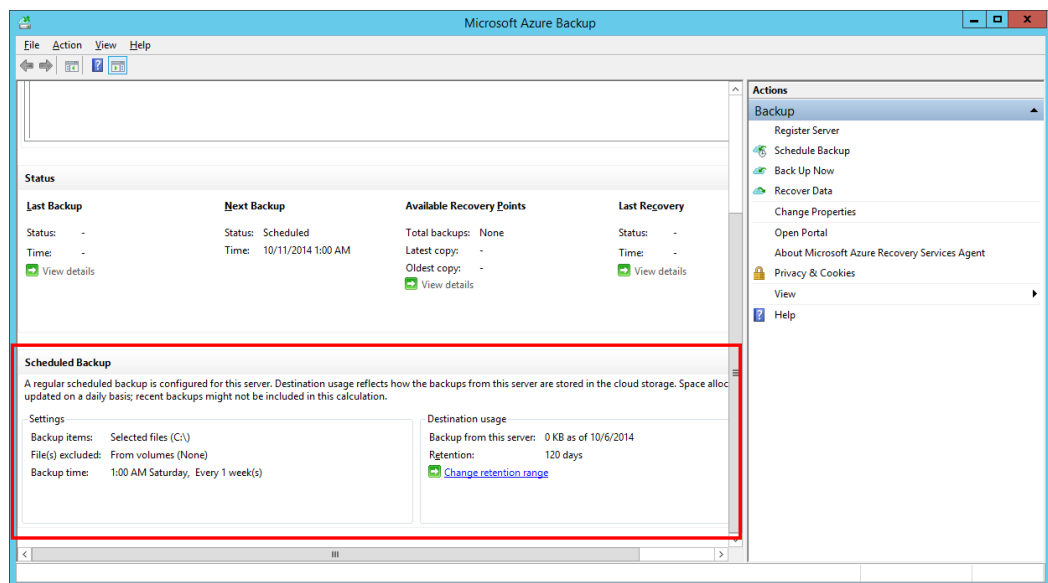 Microsoft Azure Backup
File Action View Help
Actions
Backup
Register Server
Schedule Backup
Back Up Now
Recover Data
Change Properties
Open Portal
About Microsoft Azure Recovery Services Agent
Privacy & Cookies
View
Help
Status
Last Backup
Status: -
Time: -
View details
Next Backup
Status: Scheduled
Time: 10/11/2014 1:00 AM
Available Recovery Points
Total backups: None
Latest copy: -
Oldest copy: -
View details
Last Recovery
Status: -
Time: -
View details
Scheduled Backup
A regular scheduled backup is configured for this server. Destination usage reflects how the backups from this server are stored in the cloud storage. Space alloc
updated on a daily basis; recent backups might not be included in this calculation.
Settings
Backup items: Selected files (C:\)
File(s) excluded: From volumes (None)
Backup time: 1:00 AM Saturday, Every 1 week(s)
Destination usage
Backup from this server: 0 KB as of 10/6/2014
Retention: 120 days
Change retention range